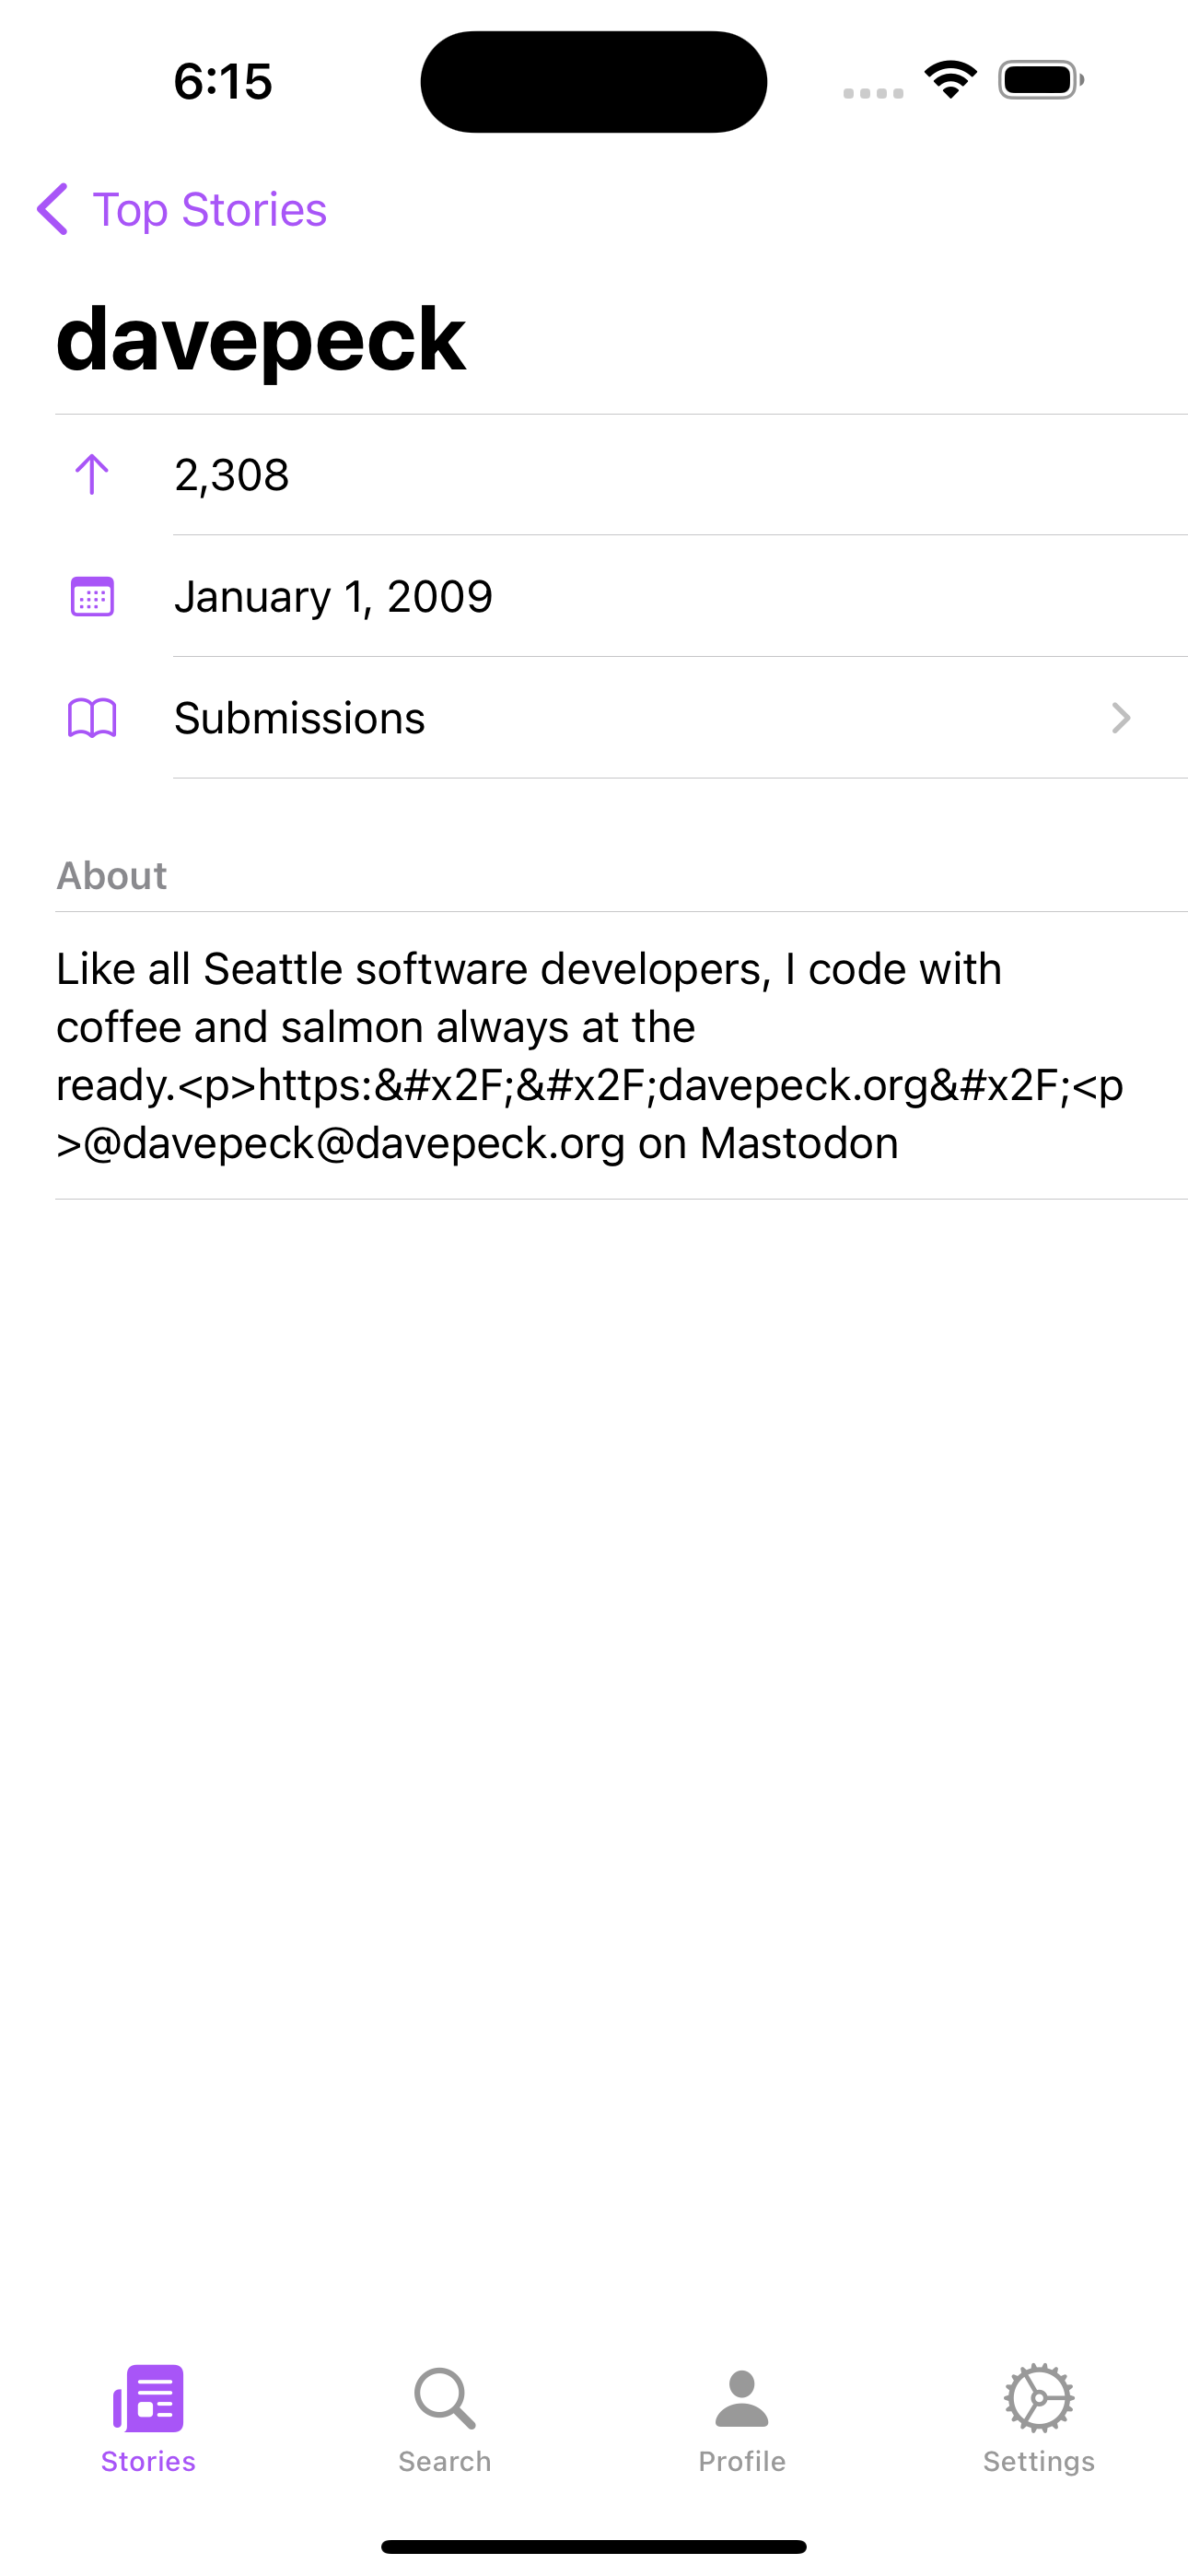 6:15
Top Stories
davepeck
2,308
January 1, 2009
Submissions
About
Like all Seattle software developers, I code with
coffee and salmon always at the
ready.<p>https:&#x2F;&#x2F;davepeck.org&#x2F;<p
>@davepeck@davepeck.org on Mastodon
Stories
Search
Profile
Settings